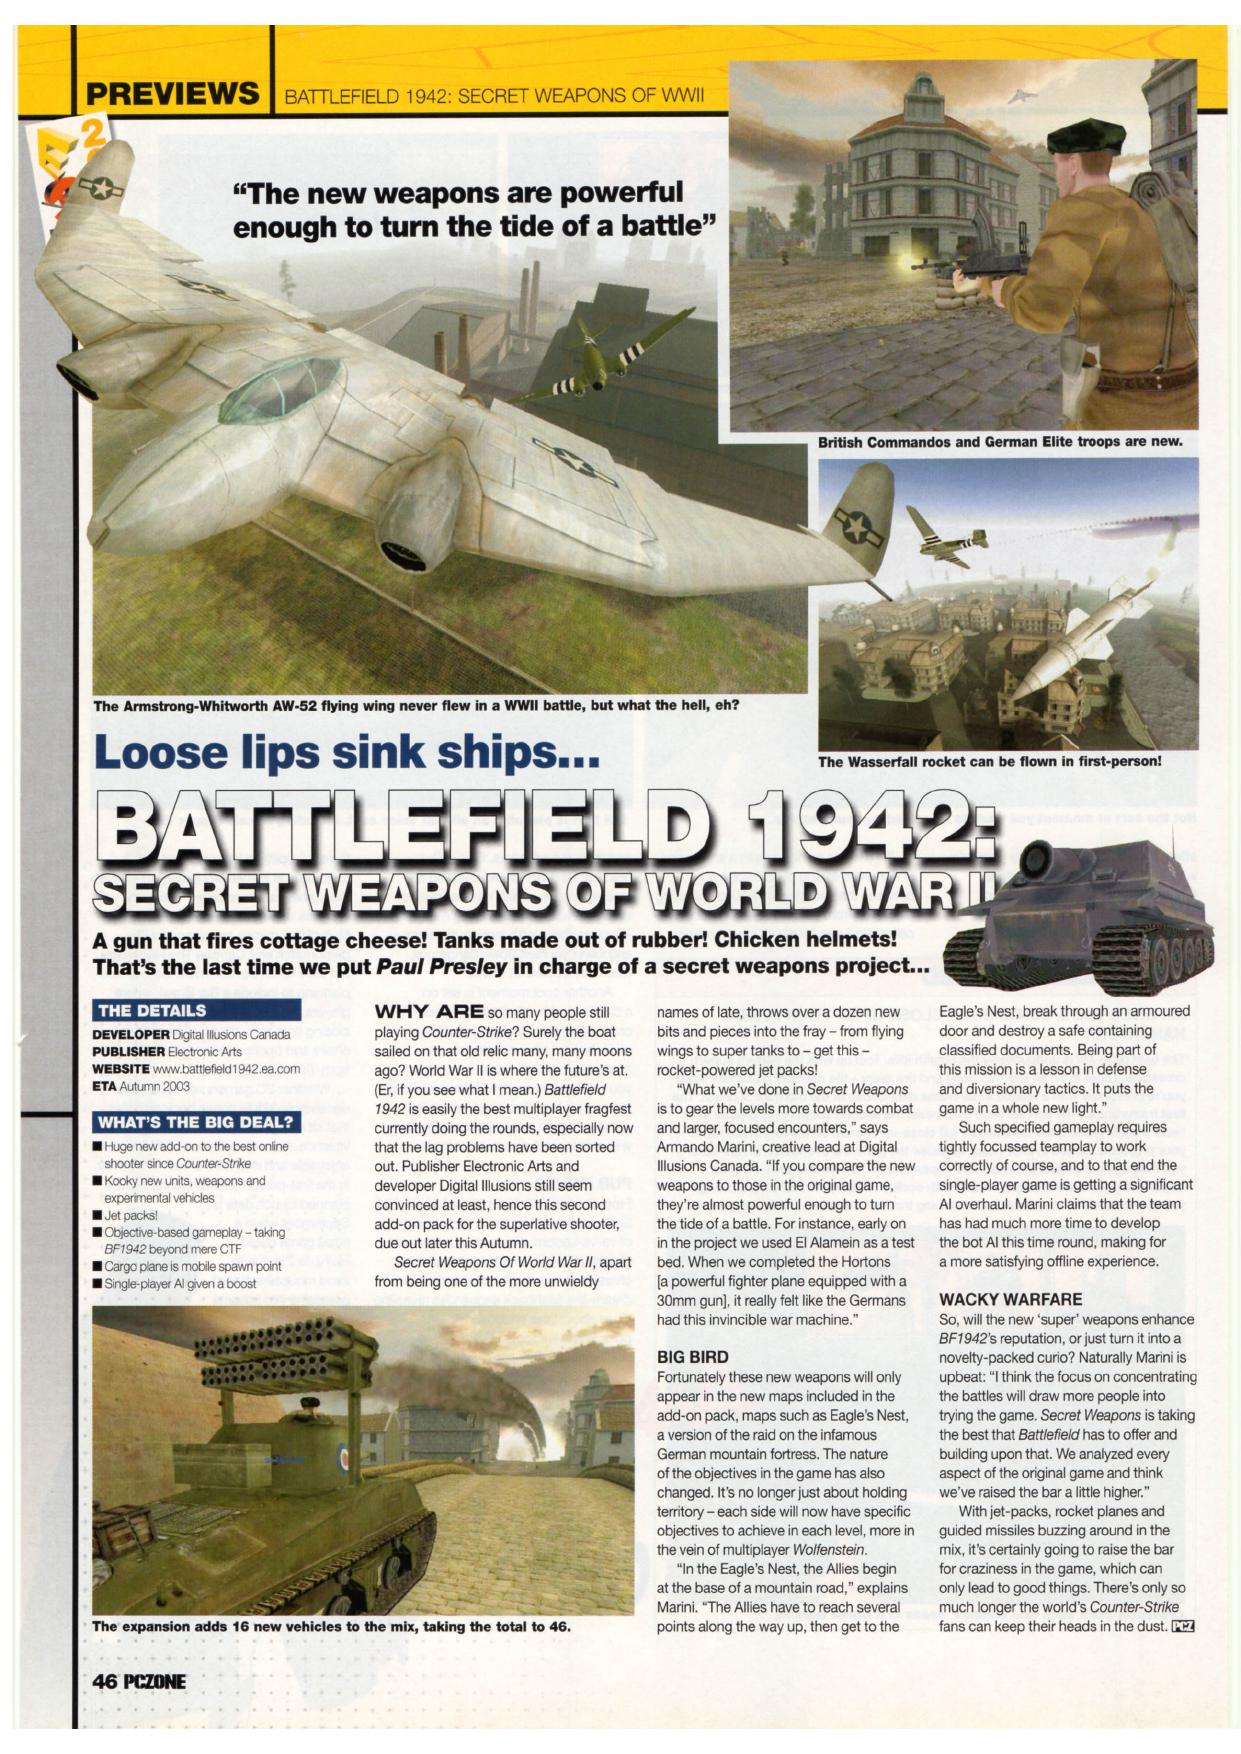 PREVIEWS
BATTLEFIELD 1942: SECRET WEAPONS OF WWII
“The new weapons are powerful
enough to turn the tide of a battle”
British Commandos and German Elite troops are new.
The Armstrong-Whitworth AW-52 flying wing never flew in a WWII battle, but what the hell, eh?
The Wasserfall rocket can be flown in first-person!
Loose lips sink ships...
BATTLEFIELD 1942:
SECRET WEAPONS OF WORLD WAR II
A gun that fires cottage cheese! Tanks made out of rubber! Chicken helmets!
That’s the last time we put Paul Presley in charge of a secret weapons project...
THE DETAILS
DEVELOPER Digital Illusions Canada
PUBLISHER Electronic Arts
WEBSITE www.battlefield1942.ea.com
ETA Autumn 2003
WHAT’S THE BIG DEAL?
■ Huge new add-on to the best online
shooter since Counter-Strike
■ Kooky new units, weapons and
experimental vehicles
■ Jet packs!
■ Objective-based gameplay – taking
BF1942 beyond mere CTF
■ Cargo plane is mobile spawn point
■ Single-player AI given a boost
WHY ARE so many people still
playing Counter-Strike? Surely the boat
sailed on that old relic many, many moons
ago? World War II is where the future’s at.
(Er, if you see what I mean.) Battlefield
1942 is easily the best multiplayer fragfest
currently doing the rounds, especially now
that the lag problems have been sorted
out. Publisher Electronic Arts and
developer Digital Illusions still seem
convinced at least, hence this second
add-on pack for the superlative shooter,
due out later this Autumn.
Secret Weapons Of World War II, apart
from being one of the more unwieldy
The expansion adds 16 new vehicles to the mix, taking the total to 46.
names of late, throws over a dozen new
bits and pieces into the fray – from flying
wings to super tanks to – get this –
rocket-powered jet packs!
“What we’ve done in Secret Weapons
is to gear the levels more towards combat
and larger, focused encounters,” says
Armando Marini, creative lead at Digital
Illusions Canada. “If you compare the new
weapons to those in the original game,
they’re almost powerful enough to turn
the tide of a battle. For instance, early on
in the project we used El Alamein as a test
bed. When we completed the Hortons
[a powerful fighter plane equipped with a
30mm gun], it really felt like the Germans
had this invincible war machine.”
BIG BIRD
Fortunately these new weapons will only
appear in the new maps included in the
add-on pack, maps such as Eagle’s Nest,
a version of the raid on the infamous
German mountain fortress. The nature
of the objectives in the game has also
changed. It’s no longer just about holding
territory – each side will now have specific
objectives to achieve in each level, more in
the vein of multiplayer Wolfenstein.
“In the Eagle’s Nest, the Allies begin
at the base of a mountain road,” explains
Marini. “The Allies have to reach several
points along the way up, then get to the
Eagle’s Nest, break through an armoured
door and destroy a safe containing
classified documents. Being part of
this mission is a lesson in defense
and diversionary tactics. It puts the
game in a whole new light.”
Such specified gameplay requires
tightly focussed teamplay to work
correctly of course, and to that end the
single-player game is getting a significant
AI overhaul. Marini claims that the team
has had much more time to develop
the bot AI this time round, making for
a more satisfying offline experience.
WACKY WARFARE
So, will the new ‘super’ weapons enhance
BF1942’s reputation, or just turn it into a
novelty-packed curio? Naturally Marini is
upbeat: “I think the focus on concentrating
the battles will draw more people into
trying the game. Secret Weapons is taking
the best that Battlefield has to offer and
building upon that. We analyzed every
aspect of the original game and think
we’ve raised the bar a little higher.”
With jet-packs, rocket planes and
guided missiles buzzing around in the
mix, it’s certainly going to raise the bar
for craziness in the game, which can
only lead to good things. There’s only so
much longer the world’s Counter-Strike
fans can keep their heads in the dust. PCZ
46 PCZONE